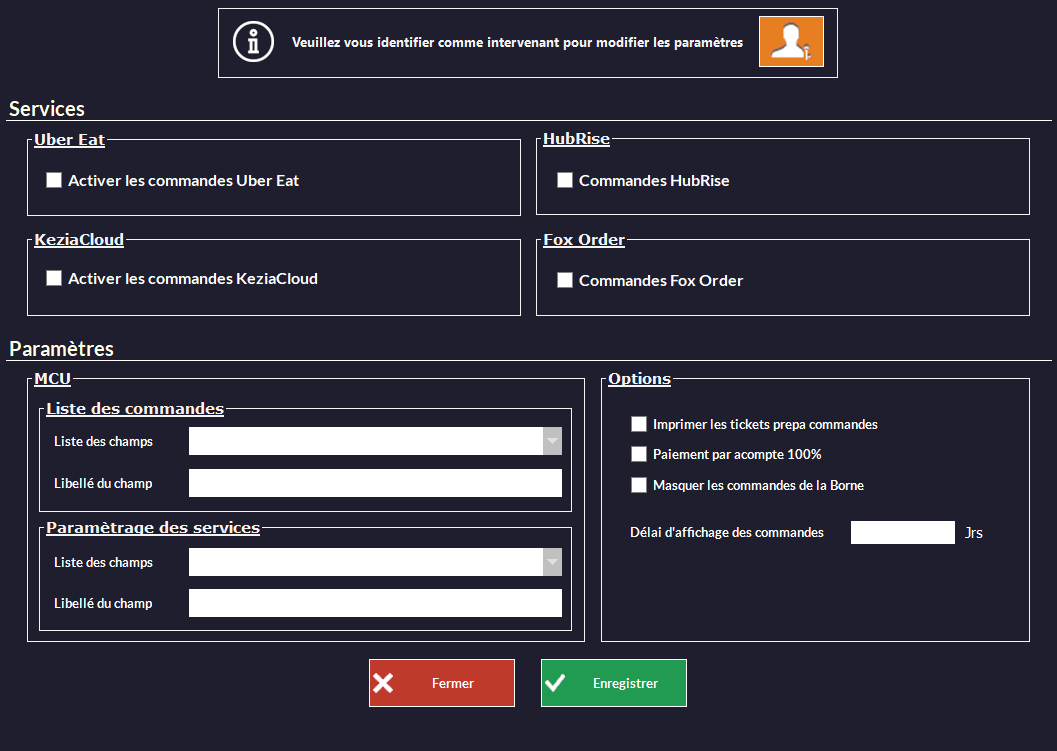 Veuillez vous identifier comme intervenant pour modifier les paramètres
Services
Uber Eat
Activer les commandes Uber Eat
HubRise
Commandes HubRise
KeziaCloud
Activer les commandes KeziaCloud
Fox Order
Commandes Fox Order
Paramètres
MCU
Liste des commandes
Liste des champs
Libellé du champ
Paramètrage des services
Liste des champs
Libellé du champ
Options
Imprimer les tickets prepa commandes
Paiement par acompte 100%
Masquer les commandes de la Borne
Délai d'affichage des commandes Jrs
Fermer
Enregistrer